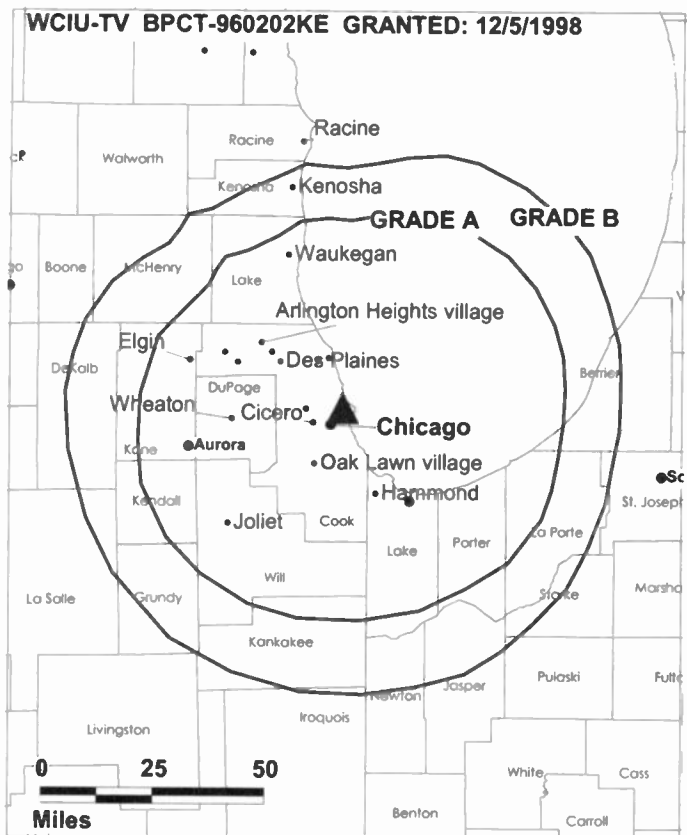 WCIU-TV BPCT-960202KE GRANTED: 12/5/1998
Racine
Racine
Walworth
Kenosha
Kenosha
GRADE A
GRADE B
Waukegan
Boone
McHenry
Lake
Arlington Heights village
Elgin
Des Plaines
DeKalb
DuPage
Berrien
Wheaton
Cicero
Chicago
Kane
Aurora
Oak Lawn village
Kendall
Hammond
St. Joseph
Joliet
Cook
La Porte
Lake
Porter
Will
La Salle
Grundy
Starke
Kankakee
Newton
Jasper
Pulaski
Iroquois
Livingston
0 25 50
Miles
White
Cass
Benton
Carroll